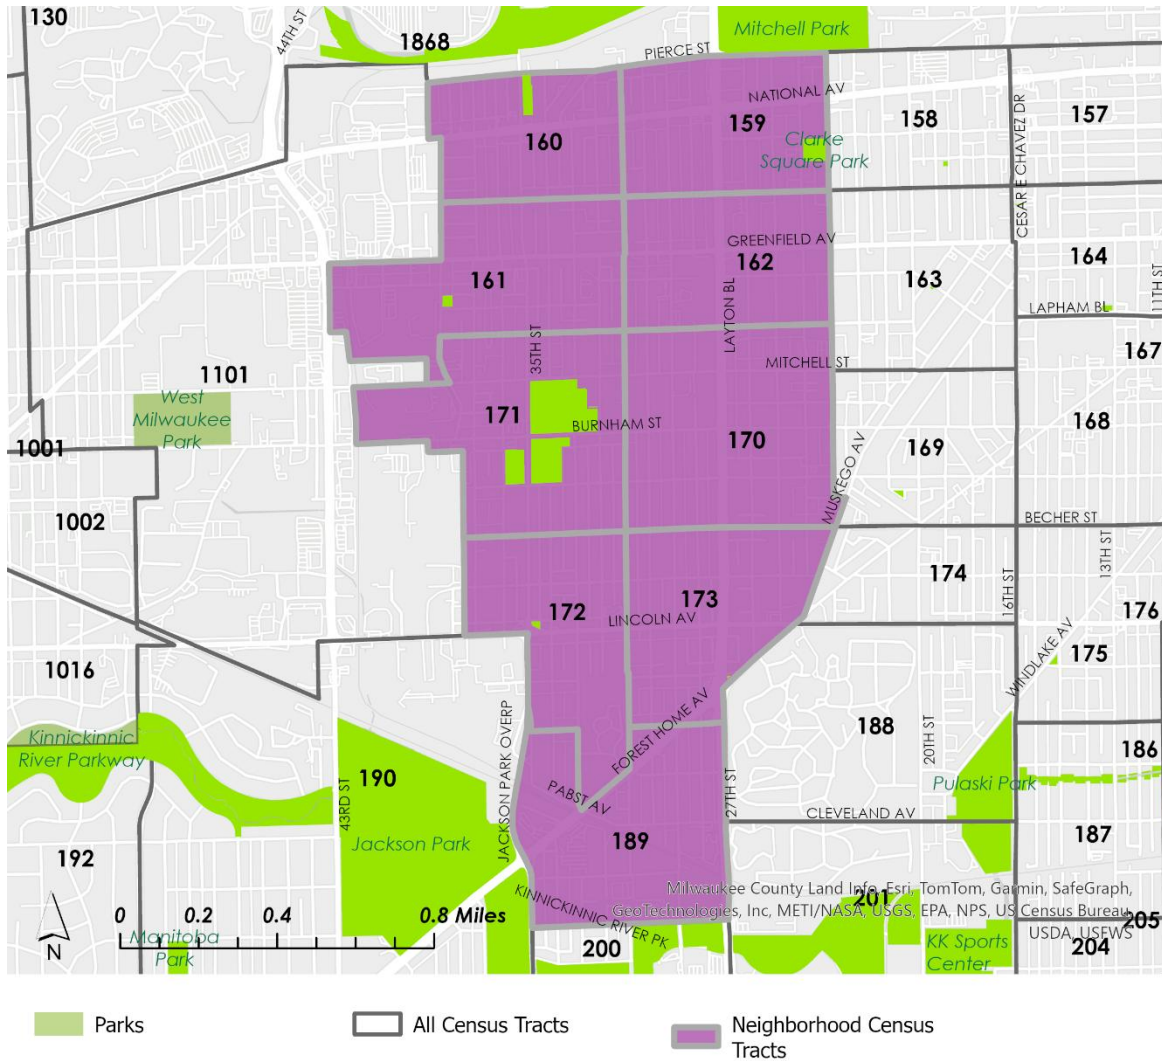 130
44TH ST
1868
PIERCE ST
Mitchell Park
NATIONAL AV
160
159
158
157
Clarke
Square Park
CESAR E CHAVEZ DR
GREENFIELD AV
161
162
163
164
LAYTON BL
LAPHAM BL
11TH ST
35TH ST
MITCHELL ST
167
1101
West
Milwaukee
Park
171
BURNHAM ST
170
169
168
1001
MUSKEGO AV
1002
BECHER ST
13TH ST
174
16TH ST
172
173
LINCOLN AV
176
175
WINDLAKE AV
1016
JACKSON PARK OVERP
FOREST HOME AV
188
20TH ST
186
Kinnickinnic
River Parkway
190
43RD ST
PABST AV
27TH ST
Pulaski Park
CLEVELAND AV
187
192
Jackson Park
189
KINNICKINNIC RIVER PK
201
Milwaukee County Land Info, Esri, TomTom, Garmin, SafeGraph,
GeoTechnologies, Inc, METI/NASA, USGS, EPA, NPS, US Census Bureau,
USDA, USFWS
205
0 0.2 0.4 0.8 Miles
N
Manitoba
Park
200
KK Sports
Center
204
Parks
All Census Tracts
Neighborhood Census
Tracts